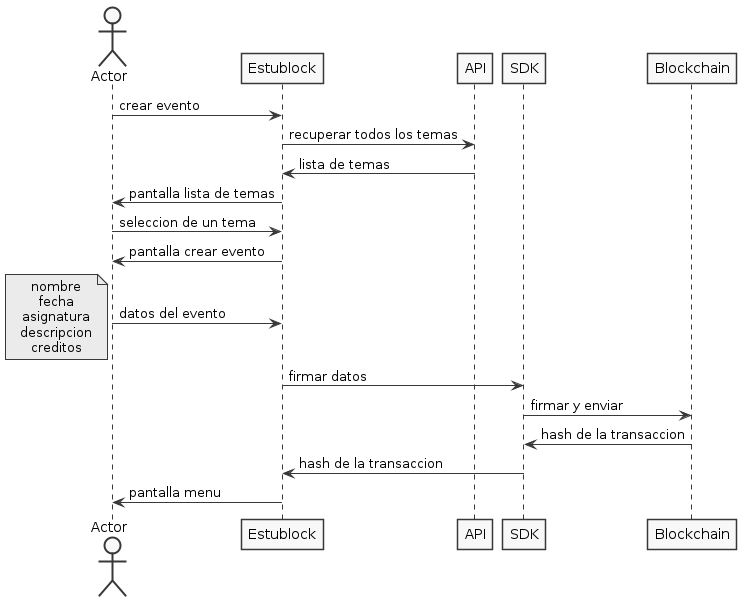 Actor
Estublock
API
SDK
Blockchain
crear evento
recuperar todos los temas
lista de temas
pantalla lista de temas
seleccion de un tema
pantalla crear evento
nombre
fecha
asignatura
descripcion
creditos
datos del evento
firmar datos
firmar y enviar
hash de la transaccion
hash de la transaccion
pantalla menu
Actor
Estublock
API
SDK
Blockchain